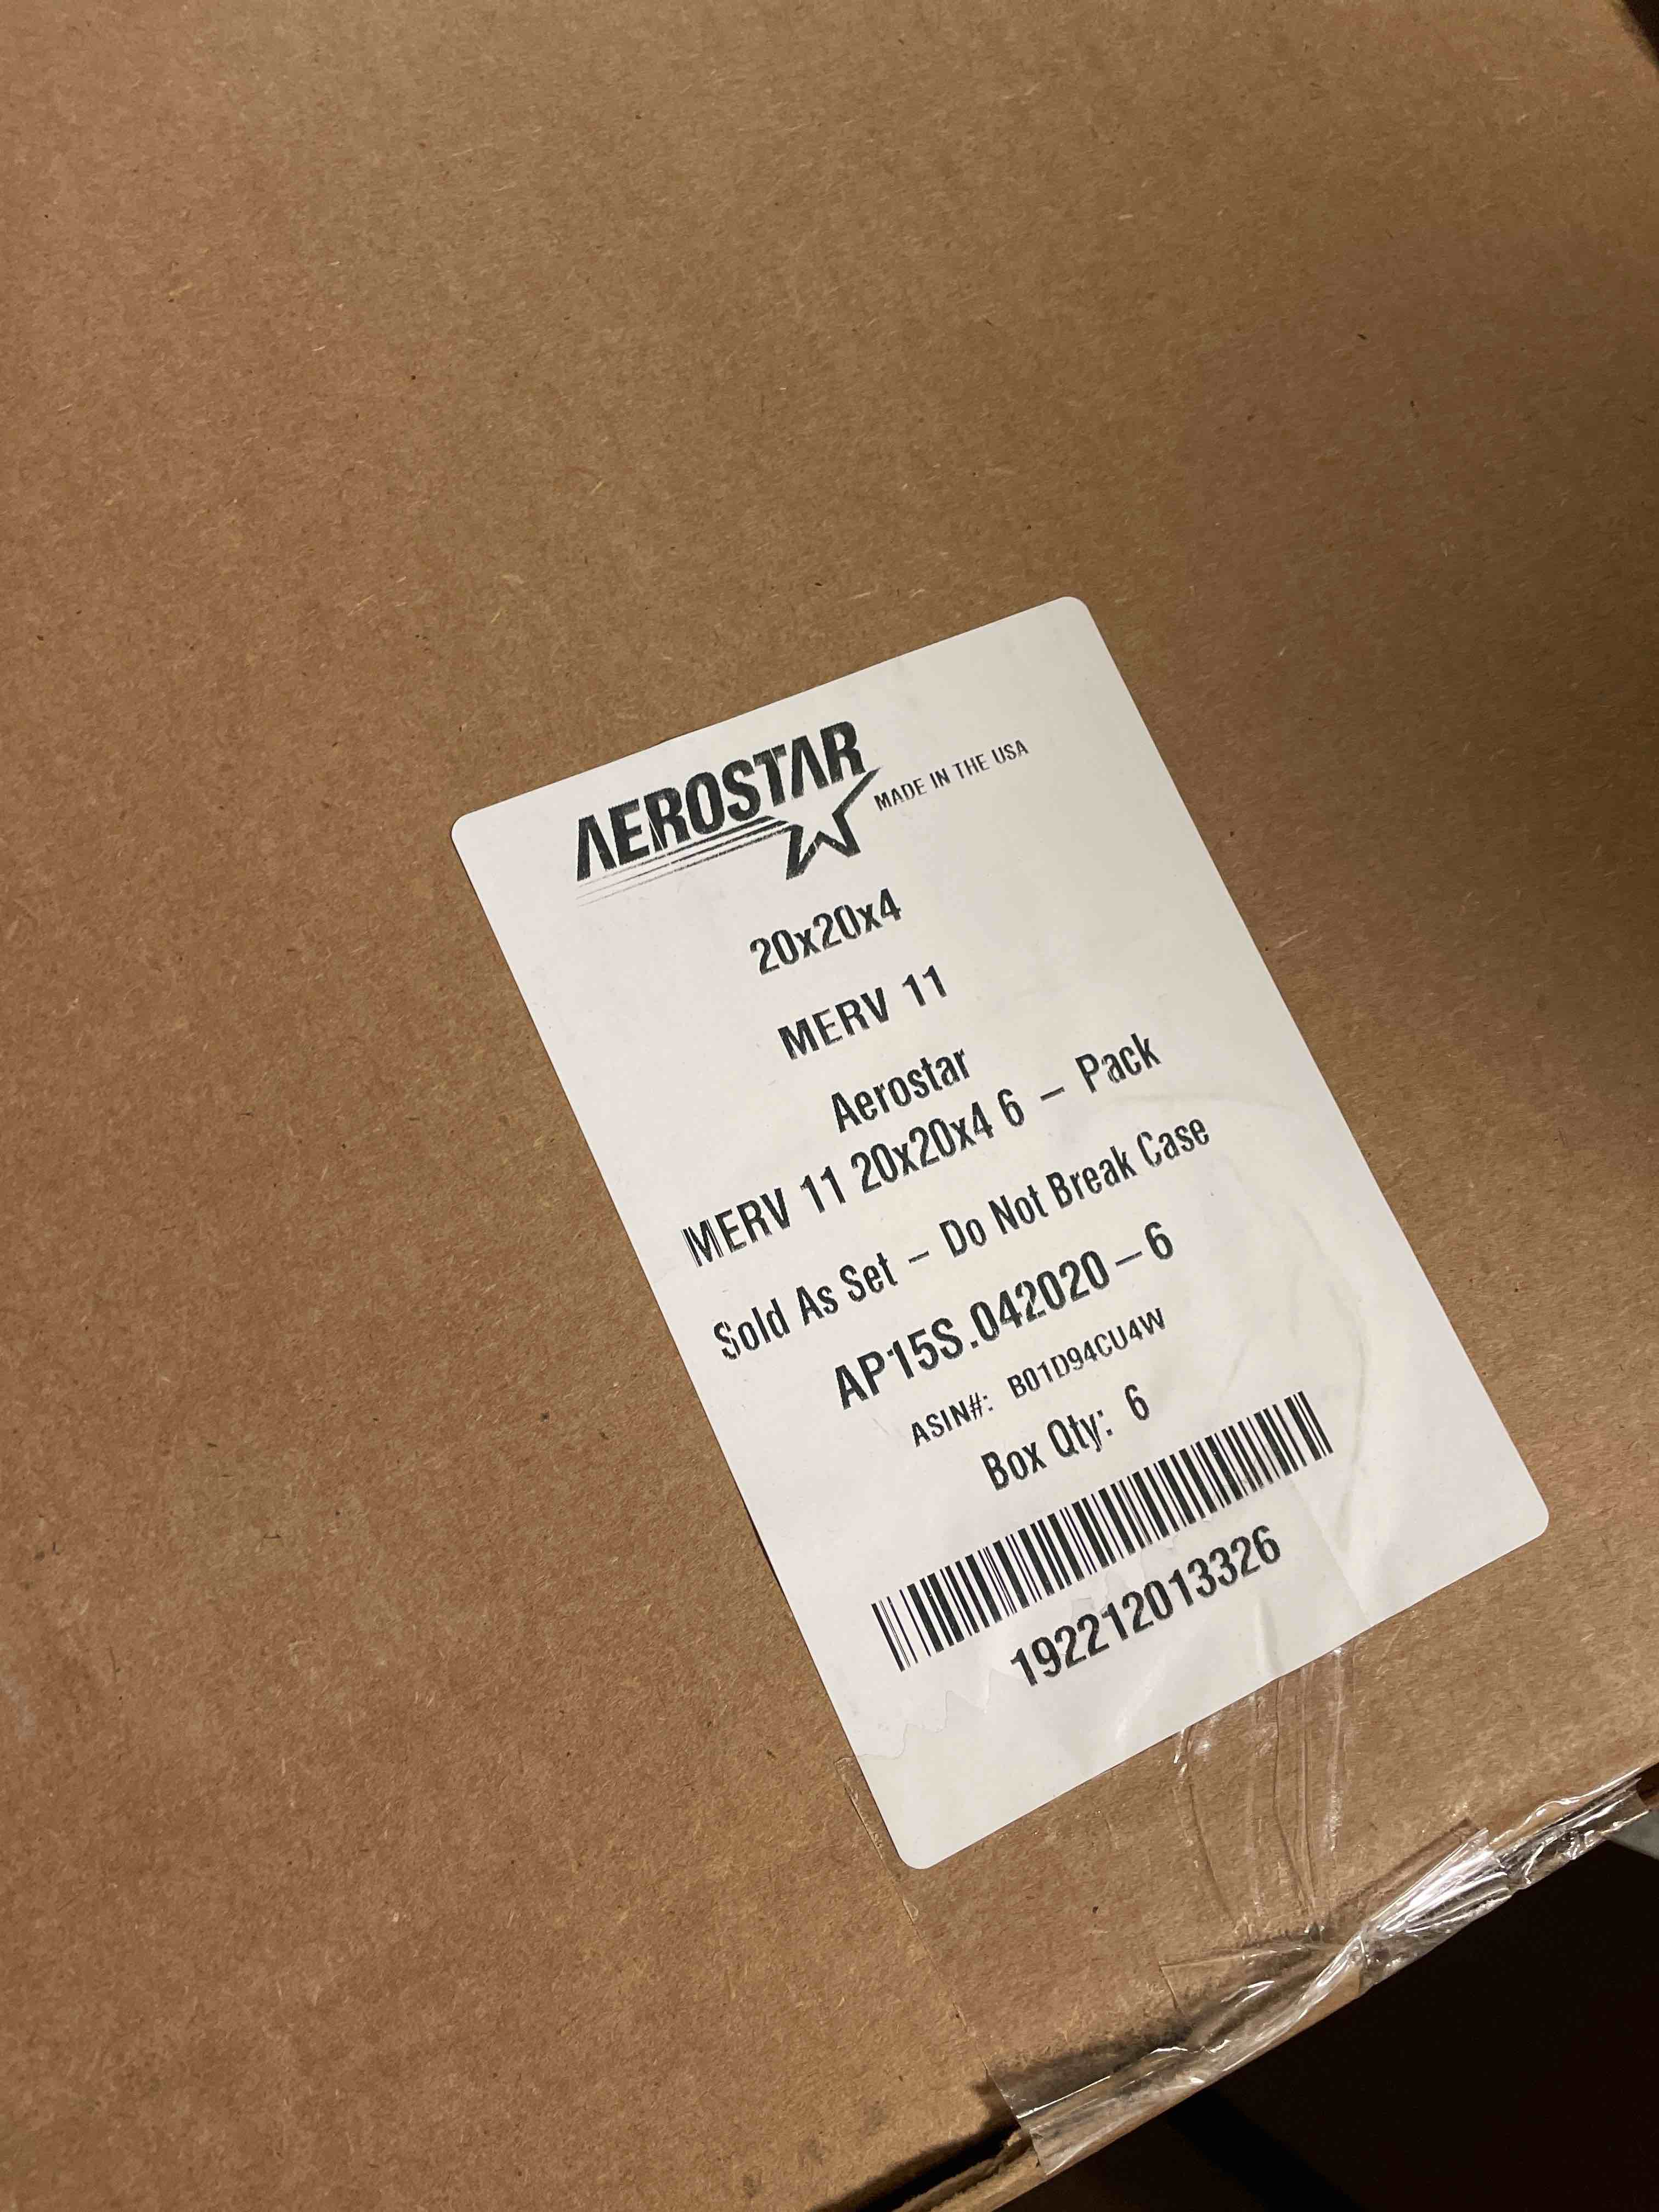 AEROSTAR
MADE IN THE USA
20x20x4
MERV 11
Aerostar
MERV 11 20x20x4 6 – Pack
Sold As Set – Do Not Break Case
AP15S.042020–6
ASIN#: B01D94CU4W
Box Qty: 6
192212013326